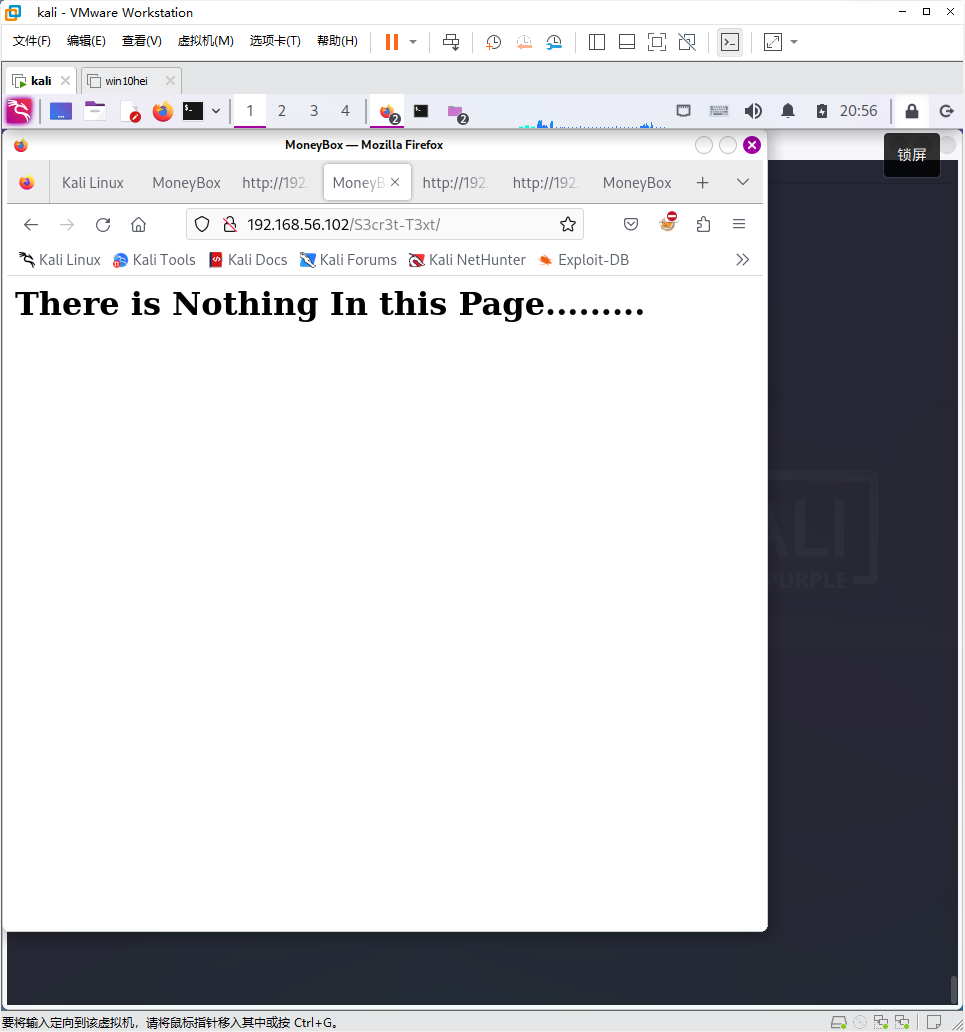 kali - VMware Workstation
文件(F) 编辑(E) 查看(V) 虚拟机(M) 选项卡(T) 帮助(H)
kali win10hei
1 2 3 4 2 2 20:56
MoneyBox — Mozilla Firefox
锁屏
Kali Linux MoneyBox http://192. MoneyB http://192. http://192. MoneyBox
192.168.56.102/S3cr3t-T3xt/
Kali Linux Kali Tools Kali Docs Kali Forums Kali NetHunter Exploit-DB
There is Nothing In this Page.........
ALI
PURPLE
要将输入定向到该虚拟机，请将鼠标指针移入其中或按 Ctrl+G。